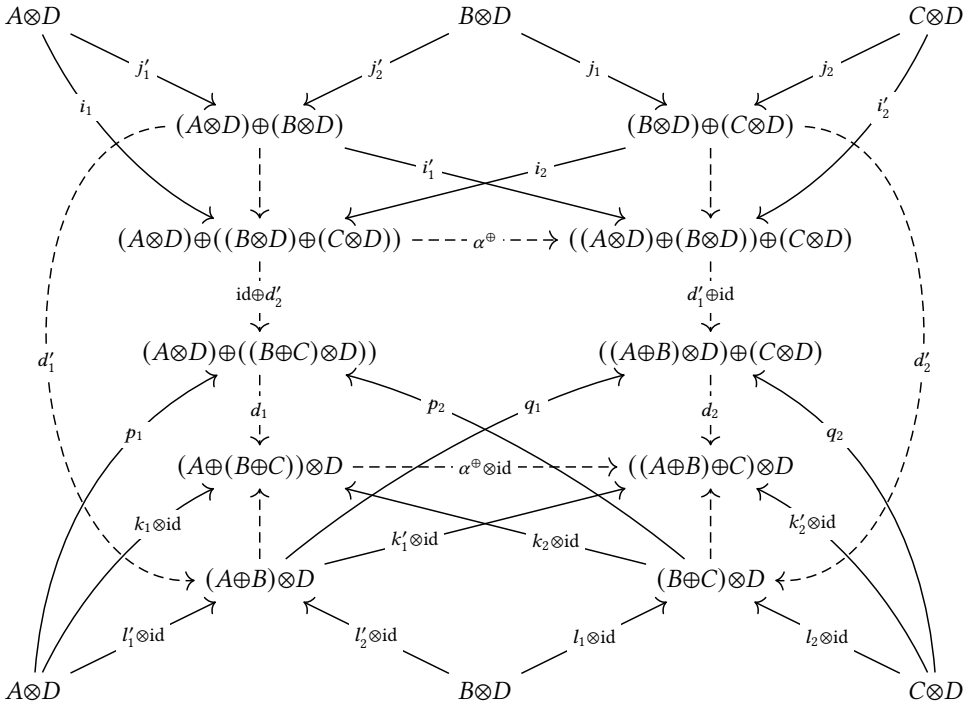 A⊗D B⊗D C⊗D
j′₁ j′₂ j₁ j₂
i₁ i′₂
(A⊗D)⊕(B⊗D) (B⊗D)⊕(C⊗D)
i′₁ i₂
(A⊗D)⊕((B⊗D)⊕(C⊗D)) α^⊕ ((A⊗D)⊕(B⊗D))⊕(C⊗D)
id⊕d′₂ d′₁⊕id
d′₁ (A⊗D)⊕((B⊕C)⊗D)) ((A⊕B)⊗D)⊕(C⊗D) d′₂
p₁ d₁ p₂ q₁ d₂ q₂
(A⊕(B⊕C))⊗D α^⊕⊗id ((A⊕B)⊕C)⊗D
k₁⊗id k′₁⊗id k₂⊗id k′₂⊗id
(A⊕B)⊗D (B⊕C)⊗D
l′₁⊗id l′₂⊗id l₁⊗id l₂⊗id
A⊗D B⊗D C⊗D